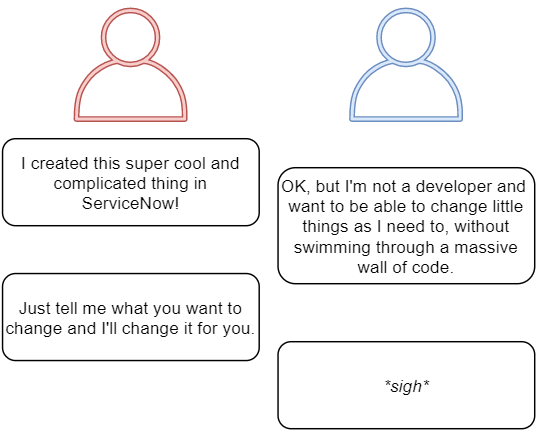 I created this super cool and
complicated thing in
ServiceNow!
OK, but I'm not a developer and
want to be able to change little
things as I need to, without
swimming through a massive
wall of code.
Just tell me what you want to
change and I'll change it for you.
*sigh*